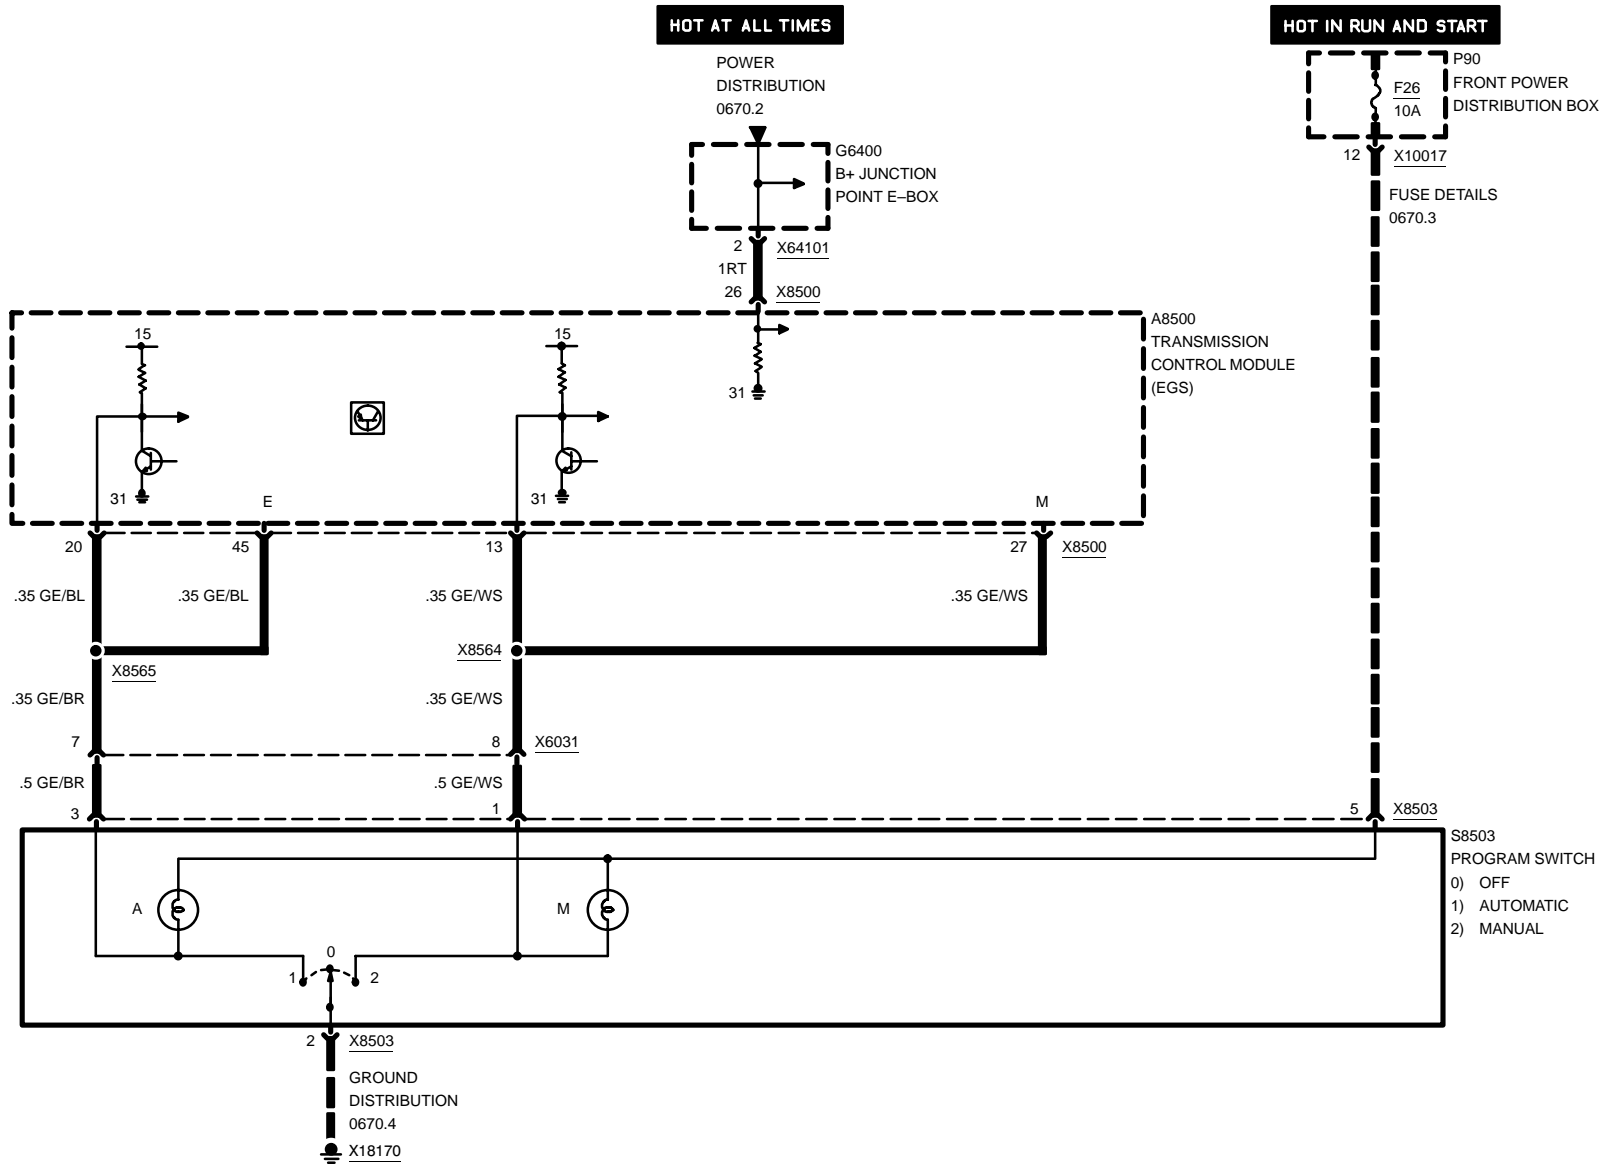 HOT AT ALL TIMES
HOT IN RUN AND START
POWER
DISTRIBUTION
0670.2
P90
FRONT POWER
DISTRIBUTION BOX
F26
10A
G6400
B+ JUNCTION
POINT E–BOX
12
X10017
FUSE DETAILS
0670.3
2
X64101
1RT
26
X8500
A8500
TRANSMISSION
CONTROL MODULE
(EGS)
15
15
31
31
31
E
M
20
45
13
27
X8500
.35 GE/BL
.35 GE/BL
.35 GE/WS
.35 GE/WS
X8565
X8564
.35 GE/BR
.35 GE/WS
7
8
X6031
.5 GE/BR
.5 GE/WS
3
1
5
X8503
S8503
PROGRAM SWITCH
0) OFF
1) AUTOMATIC
2) MANUAL
A
M
0
1
2
2
X8503
GROUND
DISTRIBUTION
0670.4
X18170